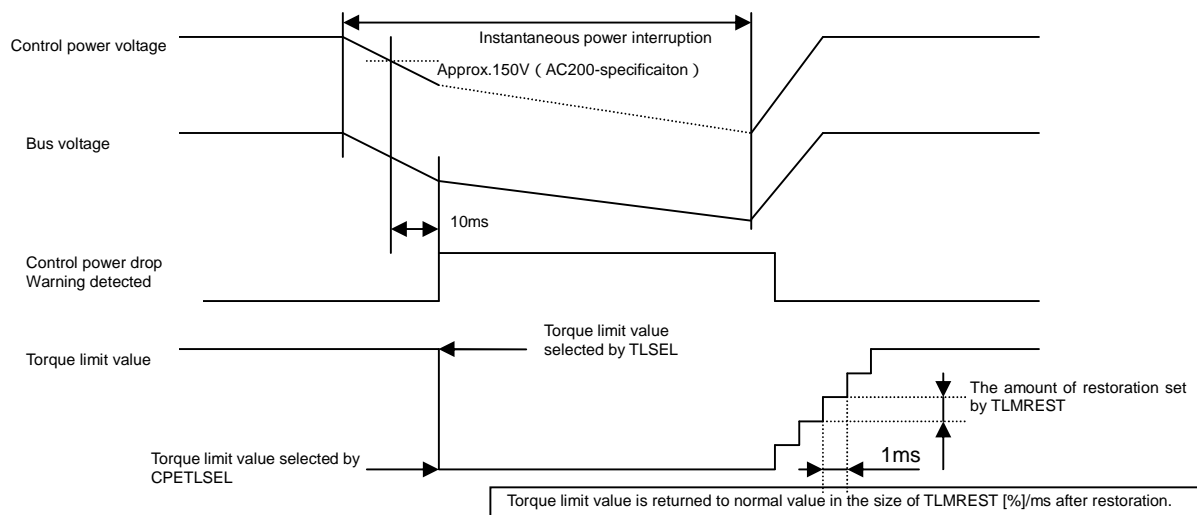 Control power voltage
Instantaneous power interruption
Approx.150V（AC200-specificaiton）
Bus voltage
10ms
Control power drop
Warning detected
Torque limit value
Torque limit value
selected by TLSEL
The amount of restoration set
by TLMREST
Torque limit value selected by
CPETLSEL
1ms
Torque limit value is returned to normal value in the size of TLMREST [%]/ms after restoration.